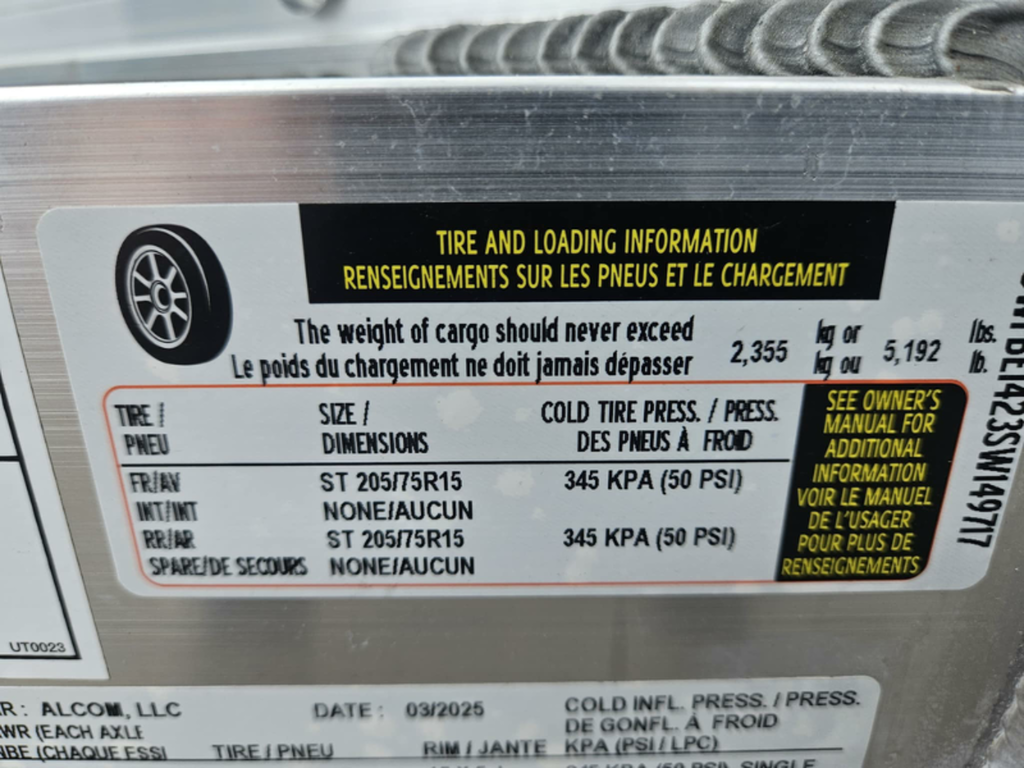 TIRE AND LOADING INFORMATION
RENSEIGNEMENTS SUR LES PNEUS ET LE CHARGEMENT
The weight of cargo should never exceed
Le poids du chargement ne doit jamais dépasser
2,355
kg or
kg ou
5,192
lbs.
lb.
TIRE / SIZE / COLD TIRE PRESS. / PRESS.
PNEU DIMENSIONS DES PNEUS À FROID
FR/AV ST 205/75R15 345 KPA (50 PSI)
INT/INT NONE/AUCUN
RR/AR ST 205/75R15 345 KPA (50 PSI)
SPARE/DE SECOURS NONE/AUCUN
SEE OWNER'S
MANUAL FOR
ADDITIONAL
INFORMATION
VOIR LE MANUEL
DE L'USAGER
POUR PLUS DE
RENSEIGNEMENTS
UT0023
R : ALCOM, LLC DATE : 03/2025 COLD INFL. PRESS. / PRESS.
WR (EACH AXLE DE GONFL. À FROID
NBE (CHAQUE ESSI TIRE / PNEU RIM / JANTE KPA (PSI / LPC)